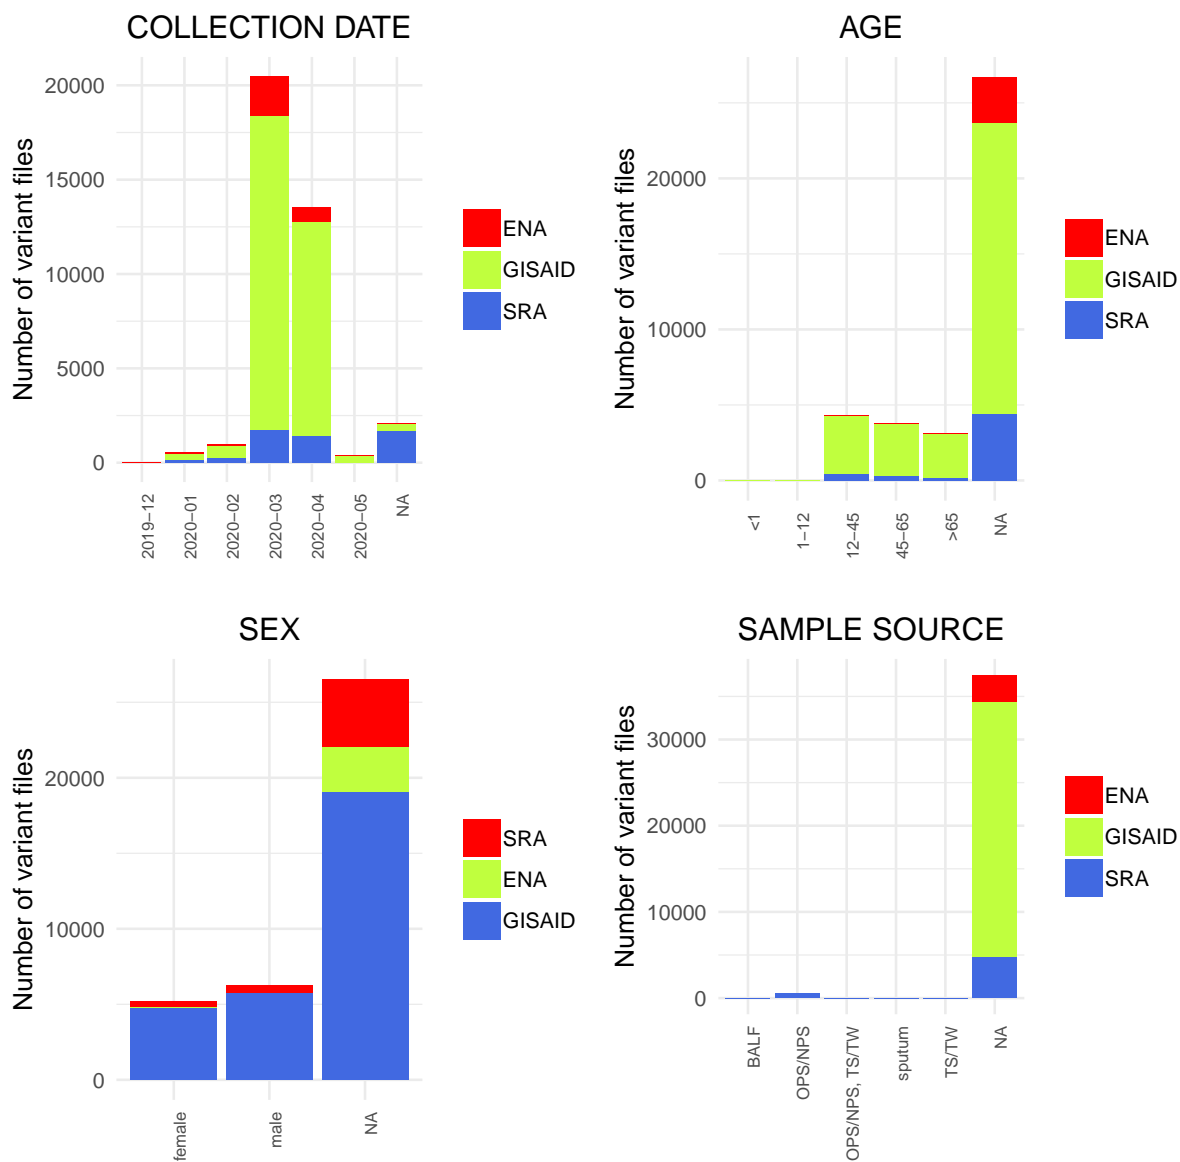 COLLECTION DATE
Number of variant files
20000
15000
10000
5000
0
2019−12
2020−01
2020−02
2020−03
2020−04
2020−05
NA
ENA
GISAID
SRA
AGE
Number of variant files
20000
10000
0
<1
1−12
12−45
45−65
>65
NA
ENA
GISAID
SRA
SEX
Number of variant files
20000
10000
0
female
male
NA
SRA
ENA
GISAID
SAMPLE SOURCE
Number of variant files
30000
20000
10000
0
BALF
OPS/NPS
OPS/NPS, TS/TW
sputum
TS/TW
NA
ENA
GISAID
SRA